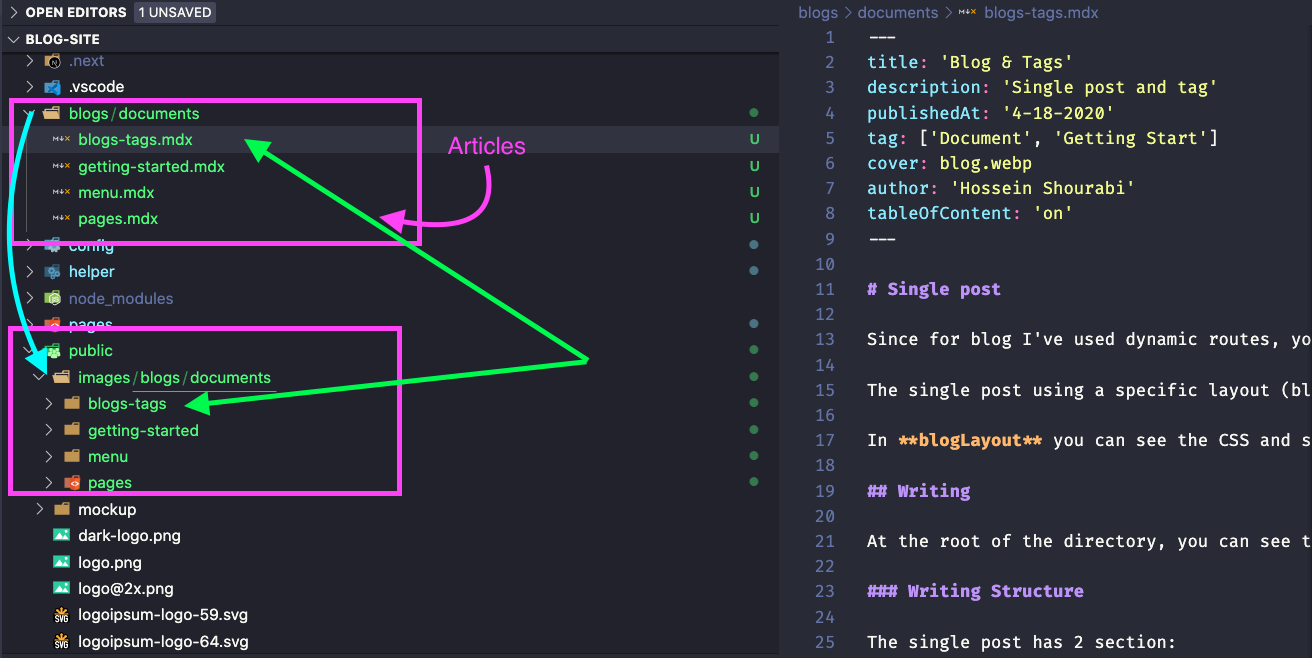 OPEN EDITORS 1 UNSAVED
BLOG-SITE
.next
.vscode
blogs/documents
blogs-tags.mdx U
getting-started.mdx U
menu.mdx U
pages.mdx U
Articles
config
helper
node_modules
pages
public
images/blogs/documents
blogs-tags
getting-started
menu
pages
mockup
dark-logo.png
logo.png
logo@2x.png
logoipsum-logo-59.svg
logoipsum-logo-64.svg
blogs > documents > blogs-tags.mdx
1 ---
2 title: 'Blog & Tags'
3 description: 'Single post and tag'
4 publishedAt: '4-18-2020'
5 tag: ['Document', 'Getting Start']
6 cover: blog.webp
7 author: 'Hossein Shourabi'
8 tableOfContent: 'on'
9 ---
10
11 # Single post
12
13 Since for blog I've used dynamic routes, yo
14
15 The single post using a specific layout (bl
16
17 In **blogLayout** you can see the CSS and s
18
19 ## Writing
20
21 At the root of the directory, you can see t
22
23 ### Writing Structure
24
25 The single post has 2 section: